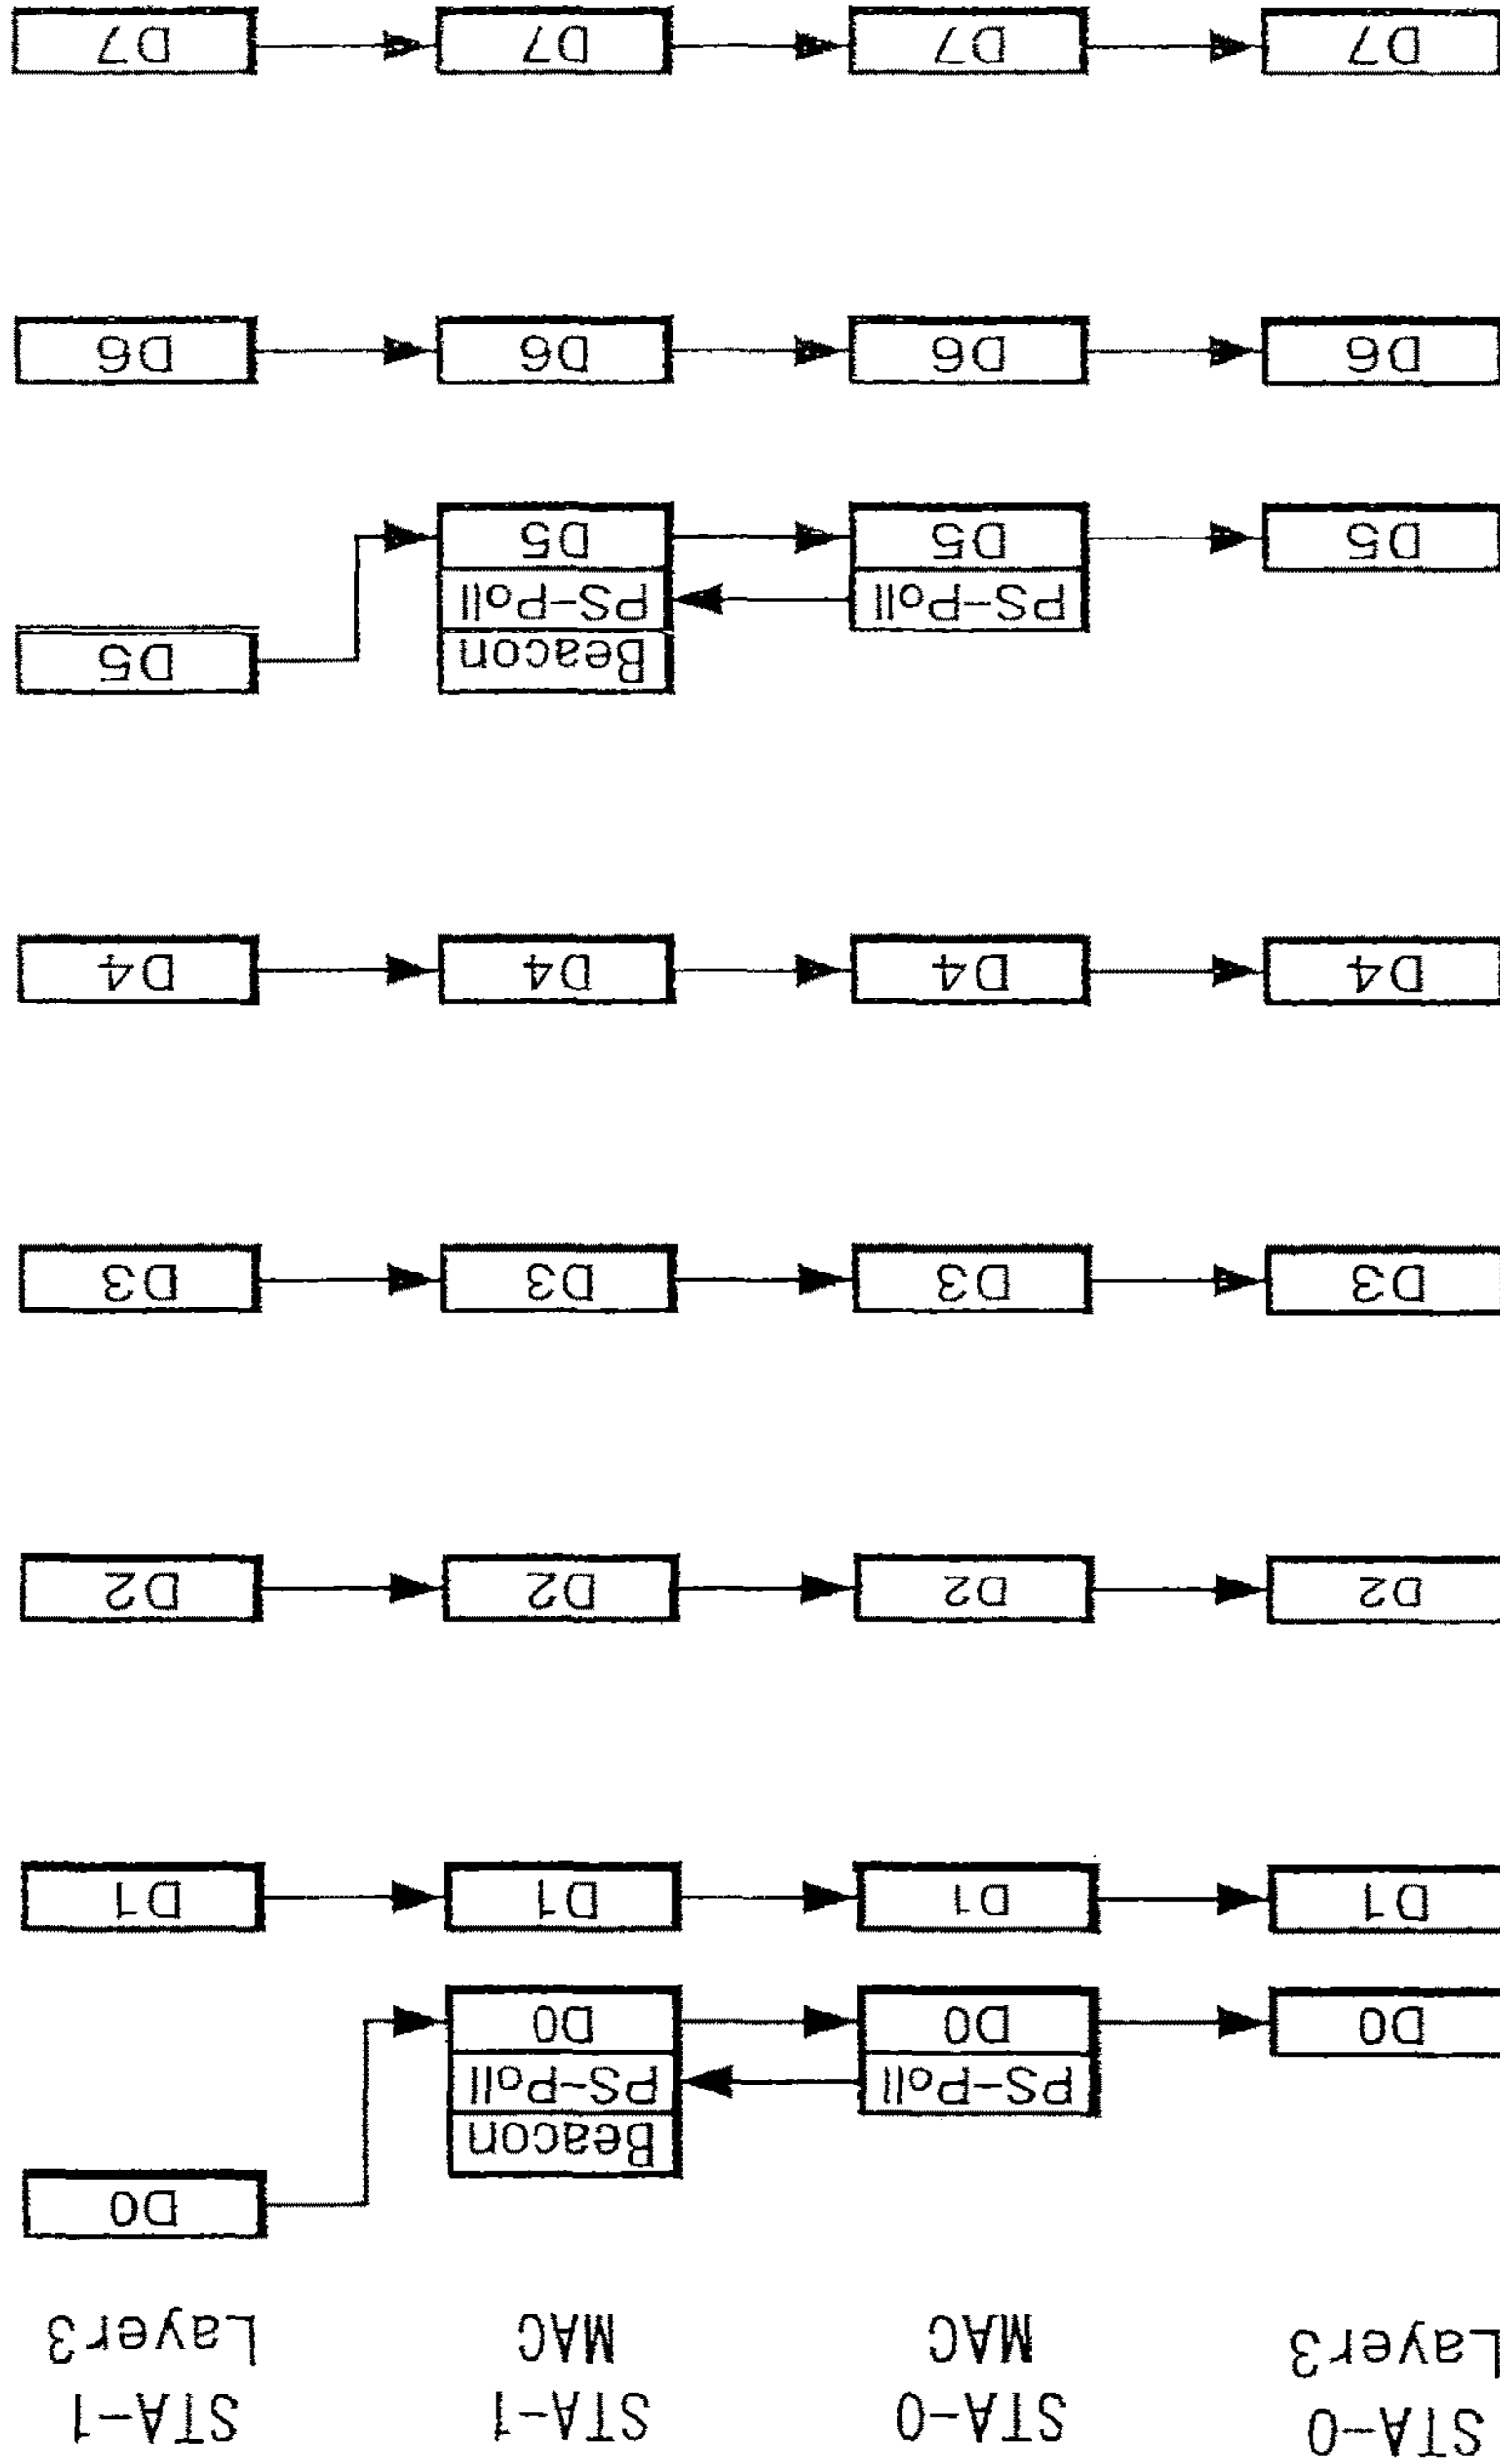 STA-0
Layer3
STA-0
MAC
STA-1
MAC
STA-1
Layer3
D0
Beacon
PS-Poll
PS-Poll
D0
D0
D0
D1
D1
D1
D1
D2
D2
D2
D2
D3
D3
D3
D3
D4
D4
D4
D4
Beacon
D5
PS-Poll
PS-Poll
D5
D5
D5
D6
D6
D6
D6
D7
D7
D7
D7